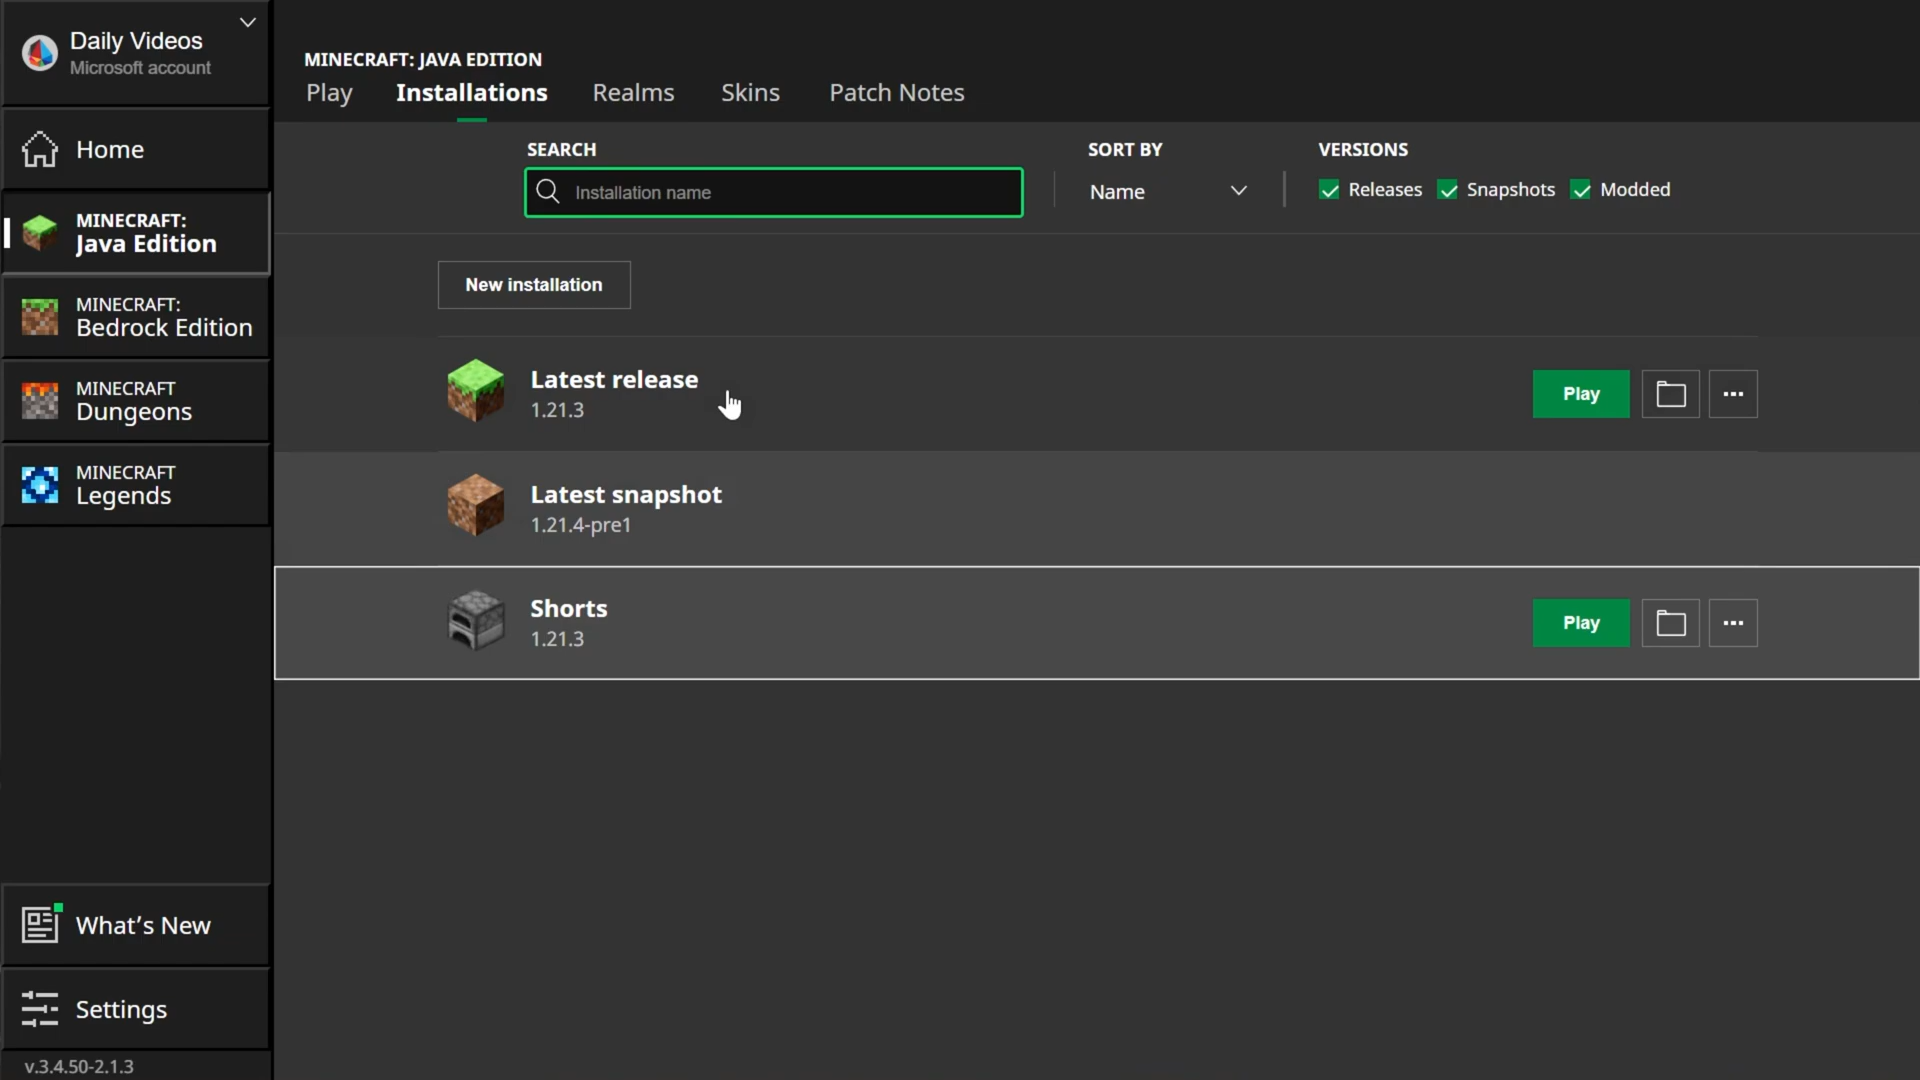 Daily Videos
Microsoft account
Home
MINECRAFT:
Java Edition
MINECRAFT:
Bedrock Edition
MINECRAFT
Dungeons
MINECRAFT
Legends
What's New
Settings
v.3.4.50-2.1.3
MINECRAFT: JAVA EDITION
Play Installations Realms Skins Patch Notes
SEARCH SORT BY VERSIONS
Installation name Name Releases Snapshots Modded
New installation
Latest release
1.21.3
Play
Latest snapshot
1.21.4-pre1
Shorts
1.21.3
Play